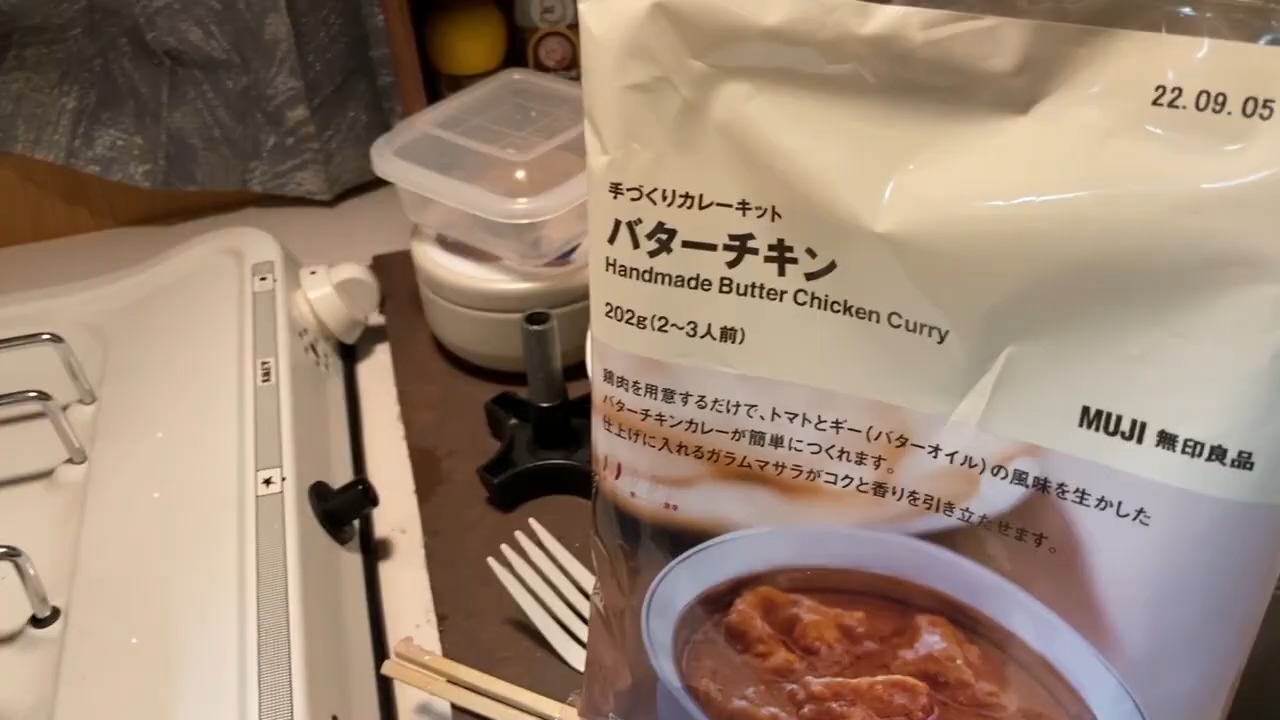 22.09.05
手づくりカレーキット
バターチキン
Handmade Butter Chicken Curry
202g(2〜3人前)
MUJI 無印良品
鶏肉を用意するだけで、トマトとギー(バターオイル)の風味を生かした
バターチキンカレーが簡単につくれます。
仕上げに入れるガラムマサラがコクと香りを引き立たせます。